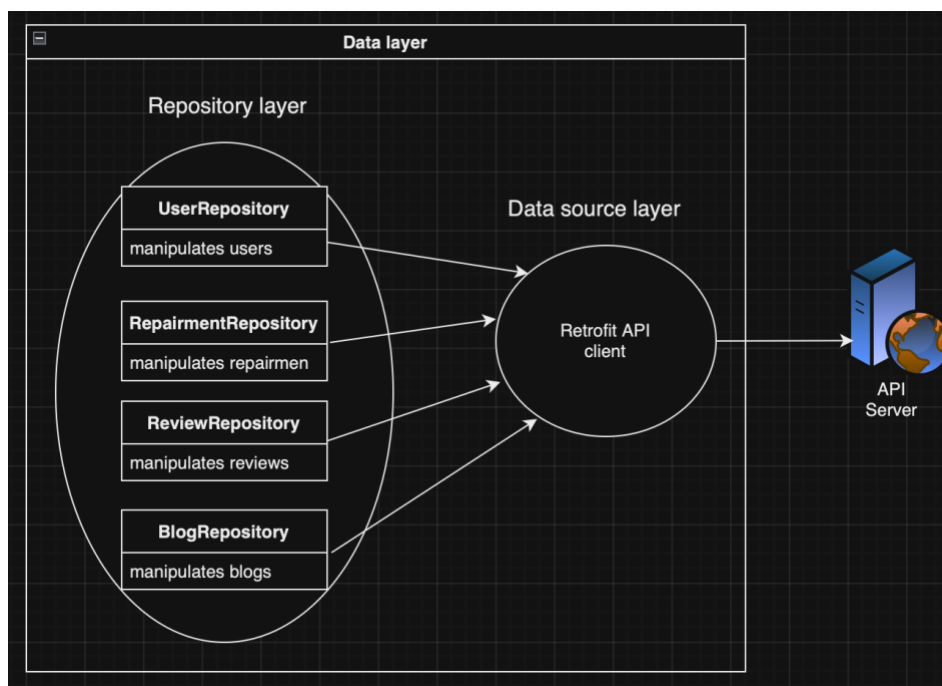 Data layer
Repository layer
UserRepository
manipulates users
RepairmentRepository
manipulates repairmen
ReviewRepository
manipulates reviews
BlogRepository
manipulates blogs
Data source layer
Retrofit API
client
API
Server